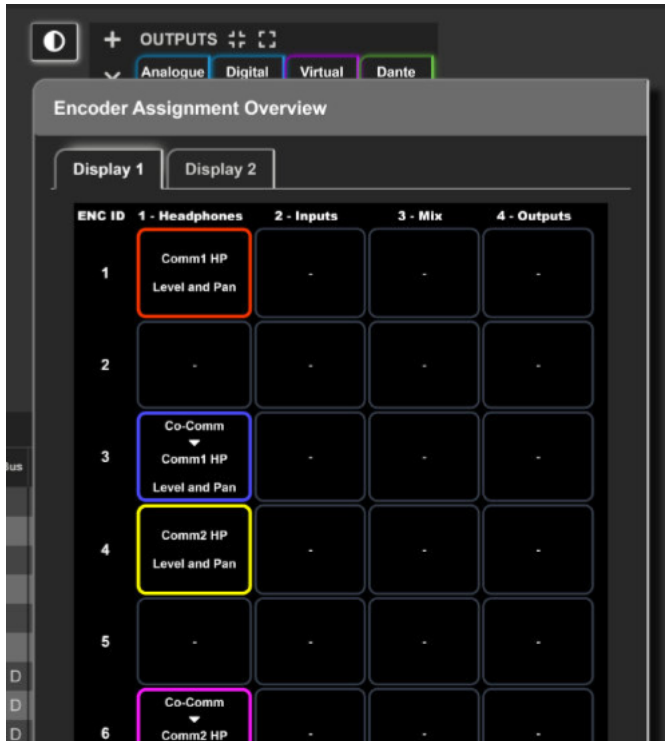 OUTPUTS
Analogue Digital Virtual Dante
Encoder Assignment Overview
Display 1 Display 2
ENC ID 1 - Headphones 2 - Inputs 3 - Mix 4 - Outputs
Comm1 HP
1 - - -
Level and Pan
2 - - - -
Co-Comm
3 Comm1 HP - - -
Level and Pan
Comm2 HP
4 - - -
Level and Pan
5 - - - -
Co-Comm
6 Comm2 HP - - -
D
D
D